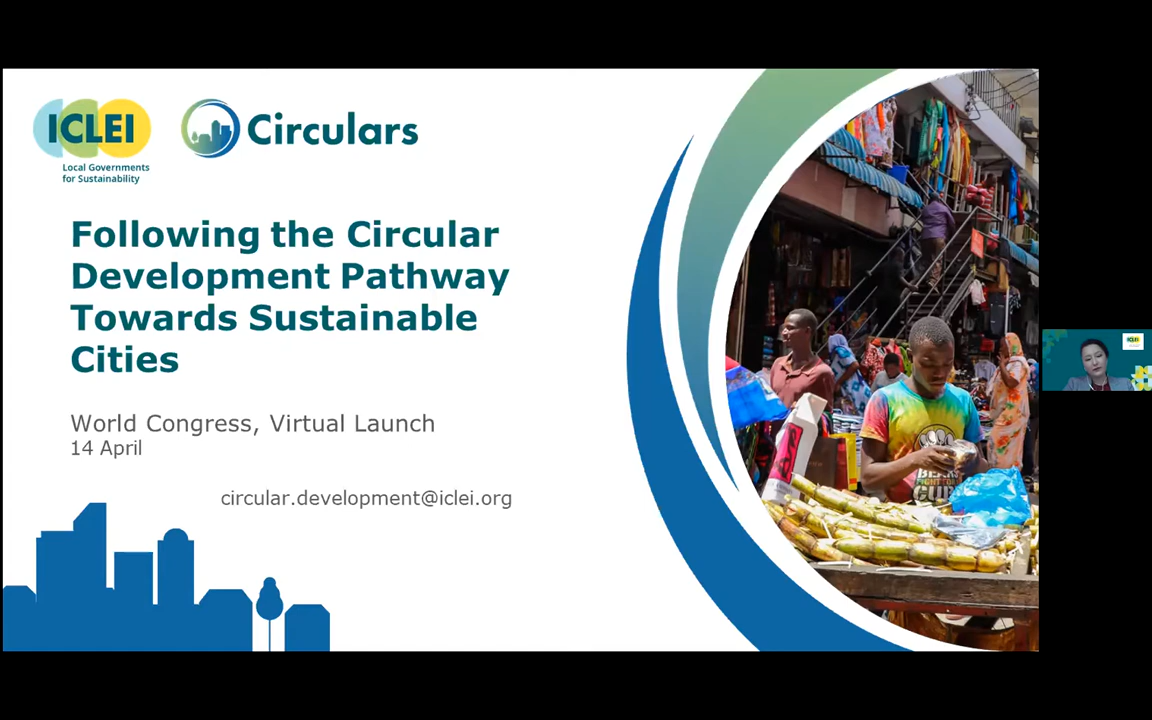 ICLEI
Local Governments
for Sustainability
Circulars
Following the Circular
Development Pathway
Towards Sustainable
Cities
World Congress, Virtual Launch
14 April
circular.development@iclei.org
ICLEI